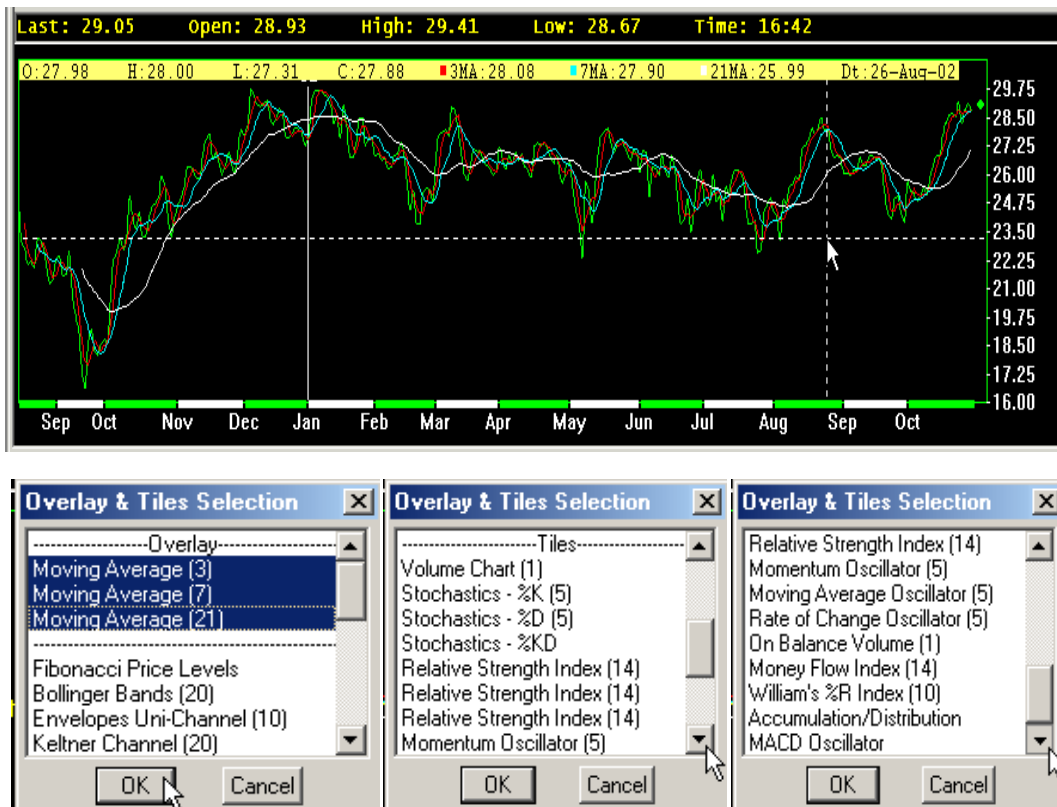 Last: 29.05 Open: 28.93 High: 29.41 Low: 28.67 Time: 16:42
O:27.98 H:28.00 L:27.31 C:27.88 3MA:28.08 7MA:27.90 21MA:25.99 Dt:26-Aug-02
29.75
28.50
27.25
26.00
24.75
23.50
22.25
21.00
19.75
18.50
17.25
16.00
Sep Oct Nov Dec Jan Feb Mar Apr May Jun Jul Aug Sep Oct
Overlay & Tiles Selection
Overlay
Moving Average (3)
Moving Average (7)
Moving Average (21)
Fibonacci Price Levels
Bollinger Bands (20)
Envelopes Uni-Channel (10)
Keltner Channel (20)
OK Cancel
Overlay & Tiles Selection
Tiles
Volume Chart (1)
Stochastics - %K (5)
Stochastics - %D (5)
Stochastics - %KD
Relative Strength Index (14)
Relative Strength Index (14)
Relative Strength Index (14)
Momentum Oscillator (5)
OK Cancel
Overlay & Tiles Selection
Relative Strength Index (14)
Momentum Oscillator (5)
Moving Average Oscillator (5)
Rate of Change Oscillator (5)
On Balance Volume (1)
Money Flow Index (14)
William's %R Index (10)
Accumulation/Distribution
MACD Oscillator
OK Cancel